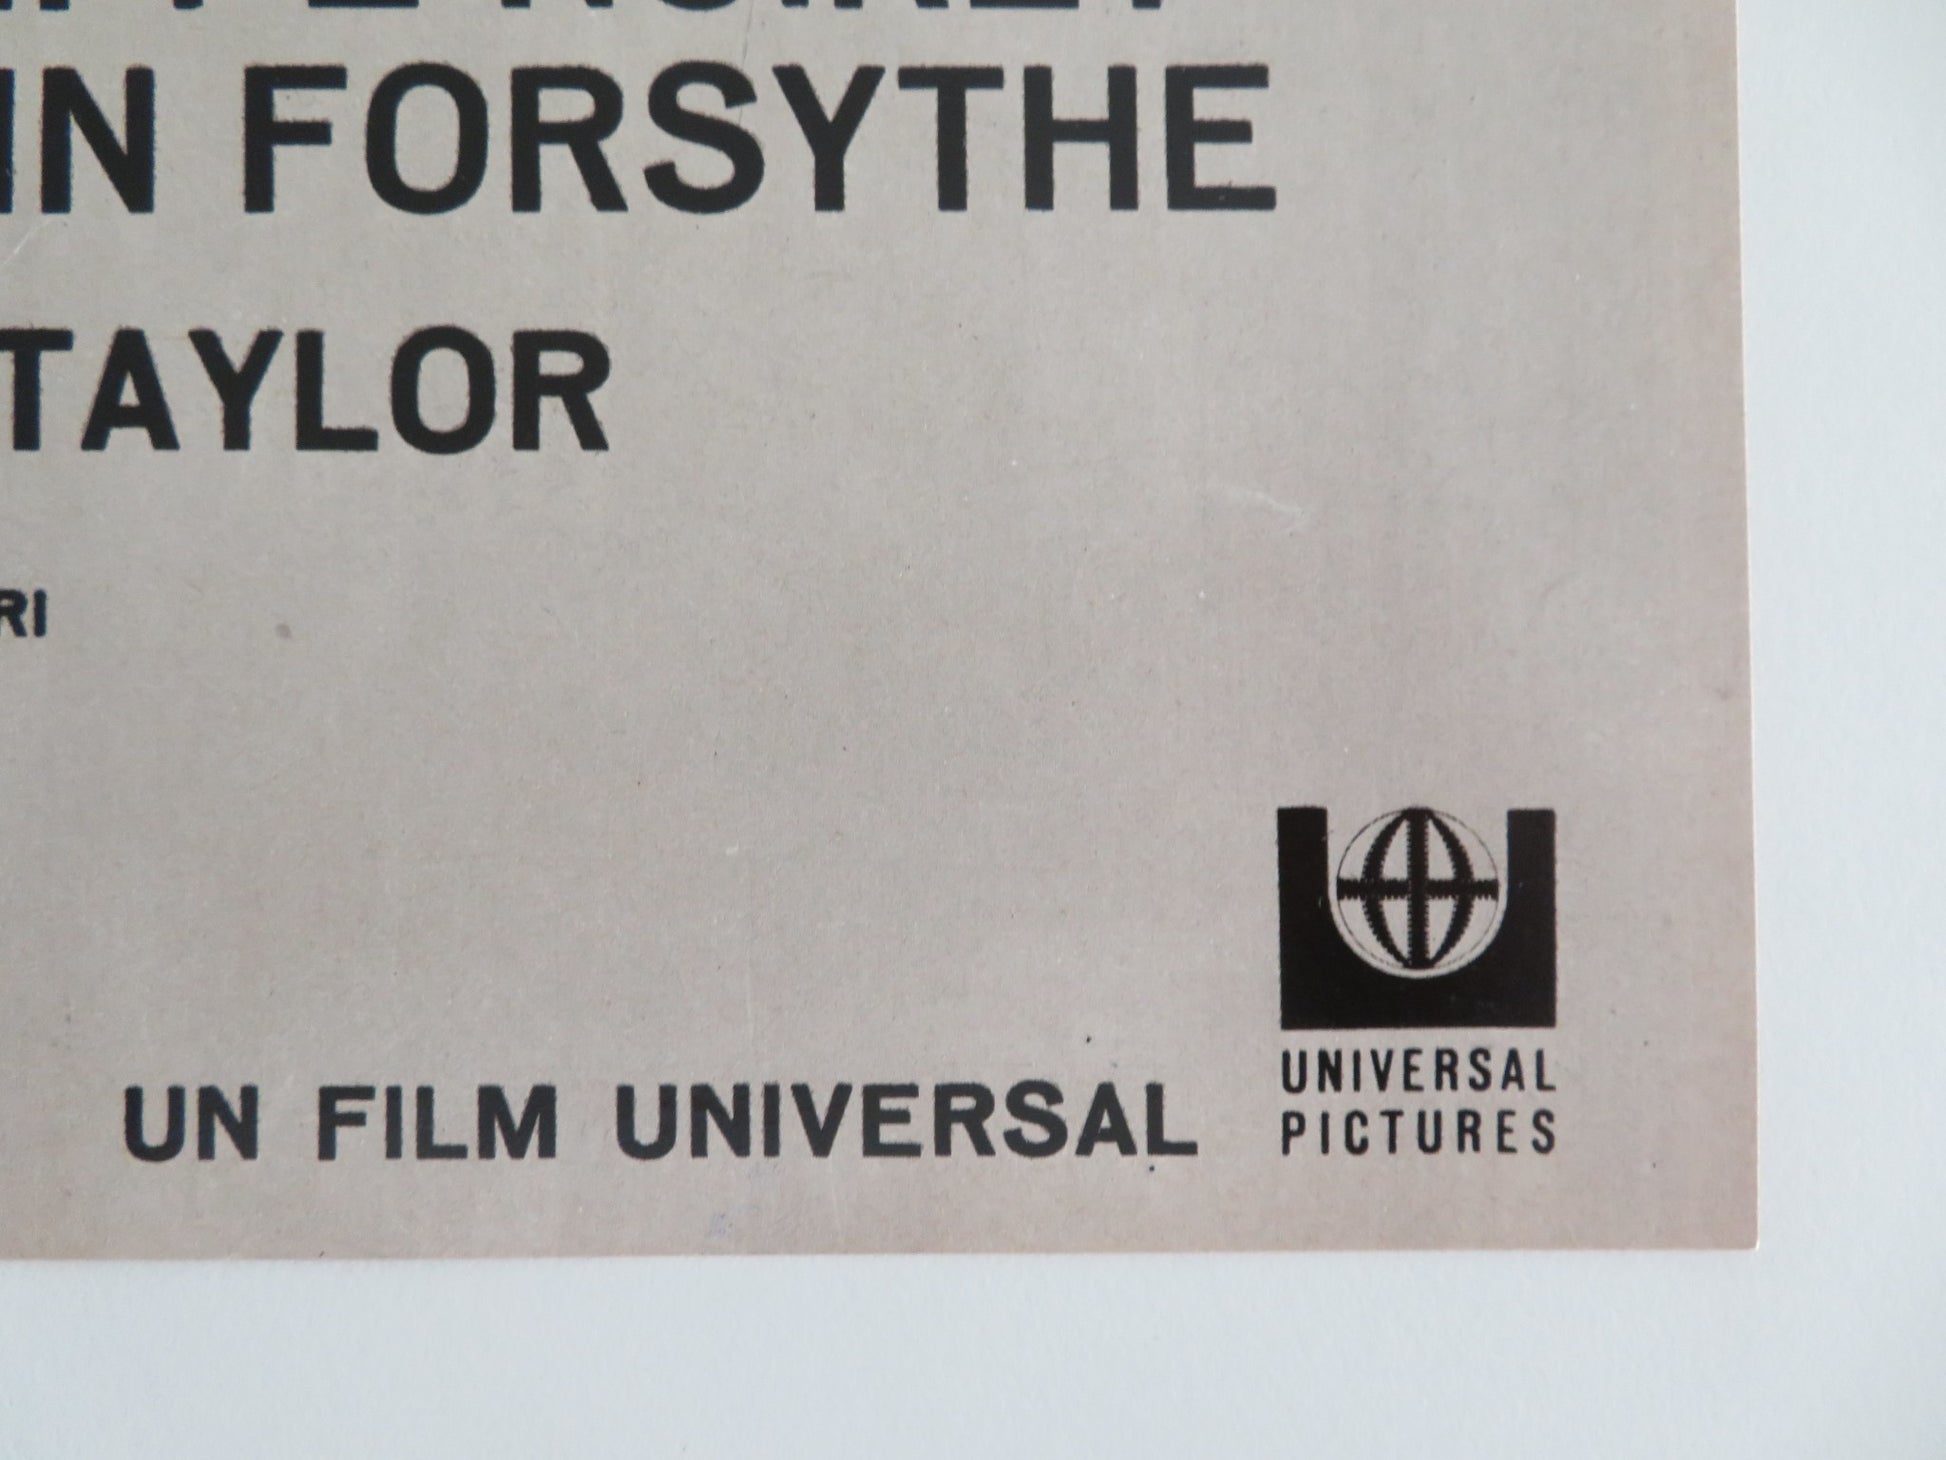 IN FORSYTHE
TAYLOR
RI
UN FILM UNIVERSAL
UNIVERSAL
PICTURES